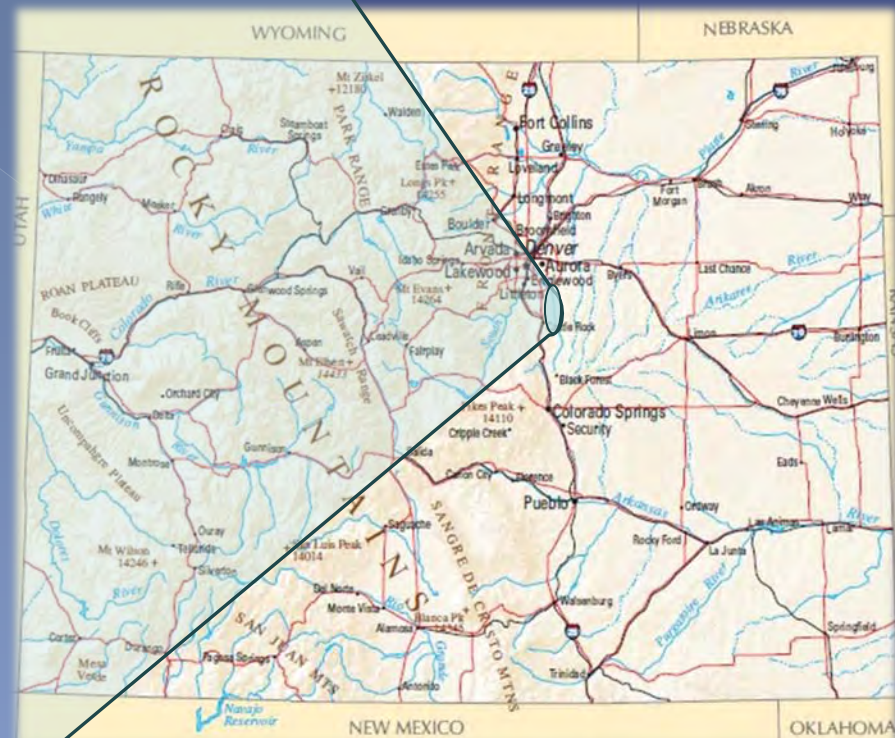 WYOMING
NEBRASKA
UTAH
ROCKY MOUNTAINS
Mt Zirkel
12180
PARK RANGE
Walden
Craig
Steamboat
Springs
Yampa
River
Fort Collins
Greeley
Loveland
Estes Park
Longs Pk
14255
Longmont
Platte
River
Sterling
Holyoke
Fort
Morgan
Brush
Akron
Wray
Dinosaur
Rangely
Meeker
White
River
Granby
Boulder
Brighton
Broomfield
Arvada
Denver
Aurora
Lakewood
Englewood
Littleton
Idaho Springs
FRONT RANGE
Mt Evans
14264
Byers
Last Chance
River
Arikaree
ROAN PLATEAU
Rifle
River
Glenwood Springs
Vail
Book Cliffs
Colorado
Fruita
Grand Junction
Orchard City
Gunnison
Delta
River
Aspen
Sawatch
Range
Leadville
Fairplay
Mt Elbert
14433
South
tle Rock
Limon
Burlington
Black Forest
Pikes Peak
14110
Colorado Springs
Security
Cripple Creek
Cheyenne Wells
Uncompahgre Plateau
Montrose
Gunnison
Salida
Canon City
Florence
Pueblo
Arkansas
River
Eads
Ordway
Rocky Ford
La Junta
Las Animas
Lamar
Dolores
Ouray
Mt Wilson
14246
Telluride
Silverton
River
San Luis Peak
14014
Saguache
SANGRE DE CRISTO MTNS
Del Norte
Monte Vista
Rio
Grande
Alamosa
Blanca Pk
Walsenburg
Purgatoire
River
Springfield
Trinidad
Cortez
Mesa
Verde
Durango
SAN JUAN MTS
Pagosa Springs
Antonito
Navajo
Reservoir
NEW MEXICO
OKLAHOMA